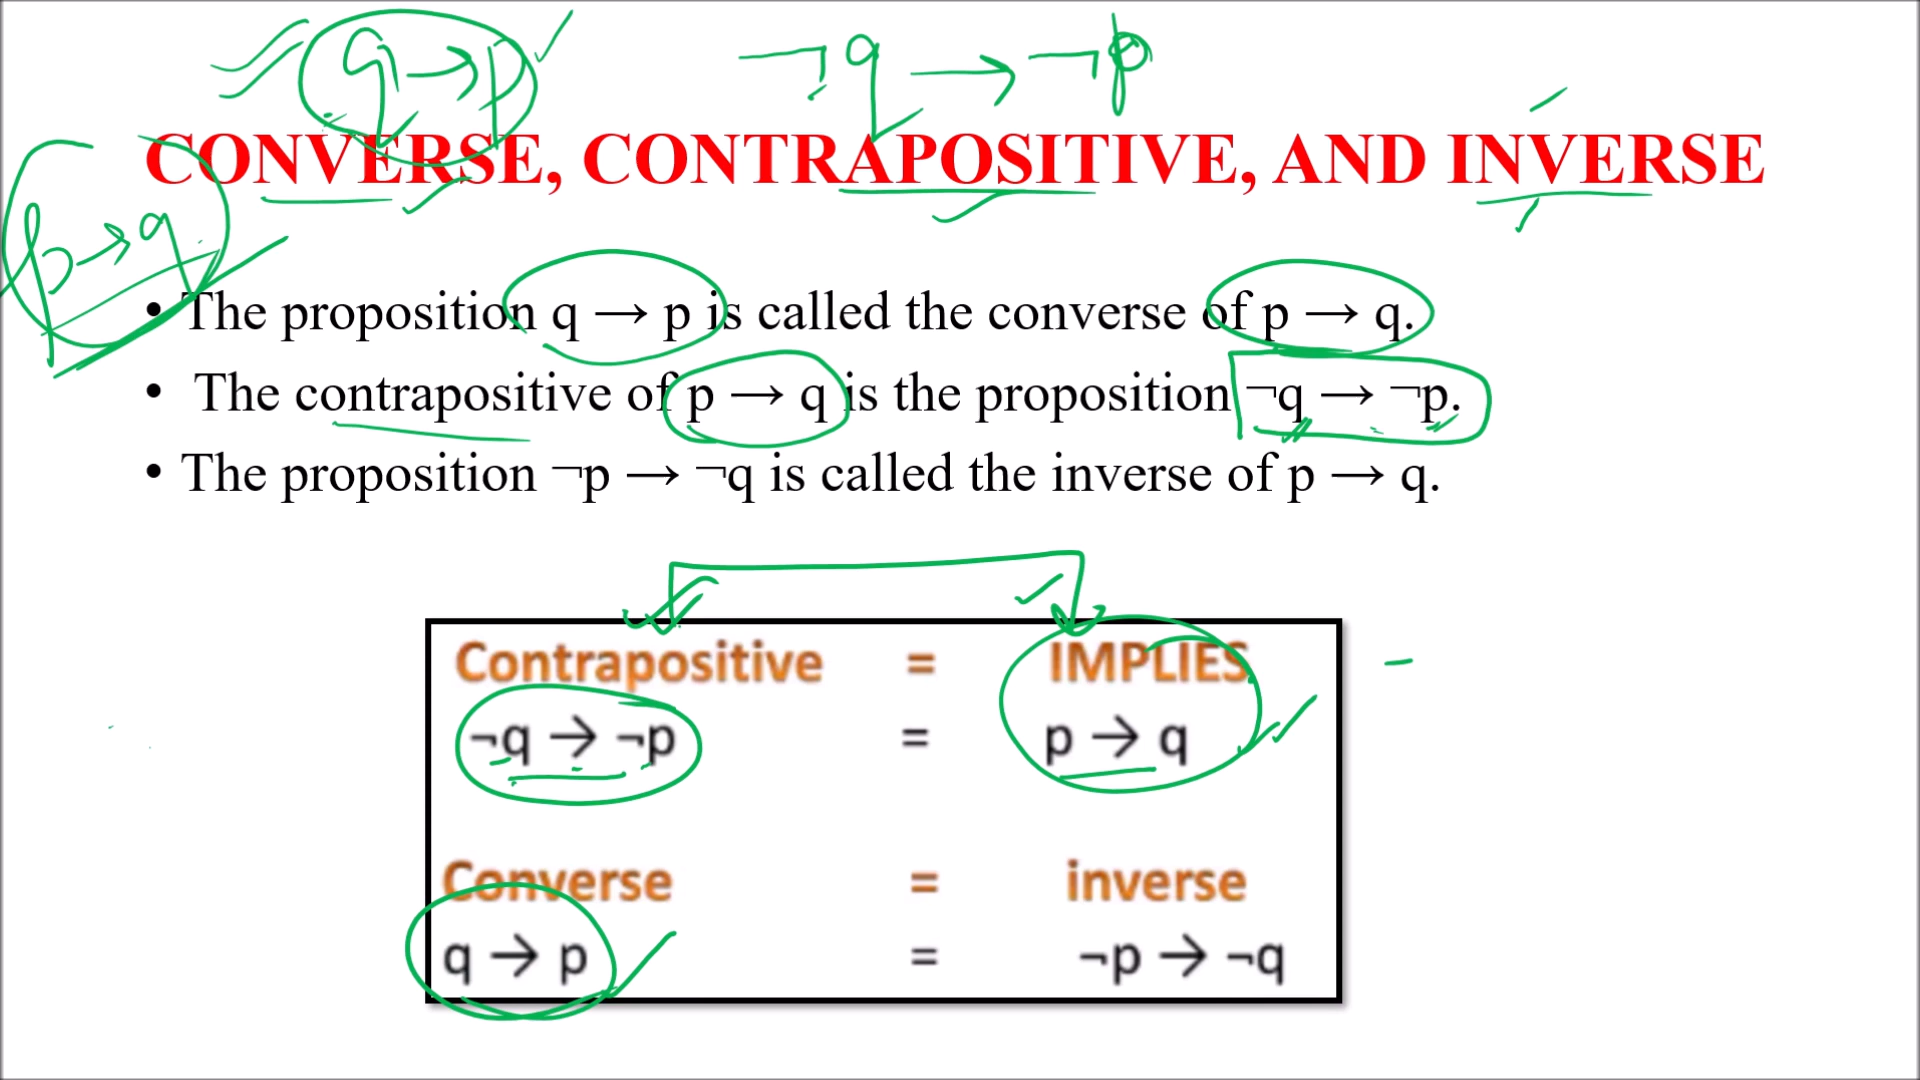 q → p ¬q → ¬p
CONVERSE, CONTRAPOSITIVE, AND INVERSE
p → q
• The proposition q → p is called the converse of p → q.
• The contrapositive of p → q is the proposition ¬q → ¬p.
• The proposition ¬p → ¬q is called the inverse of p → q.
Contrapositive = IMPLIES
¬q → ¬p = p → q
Converse = inverse
q → p = ¬p → ¬q